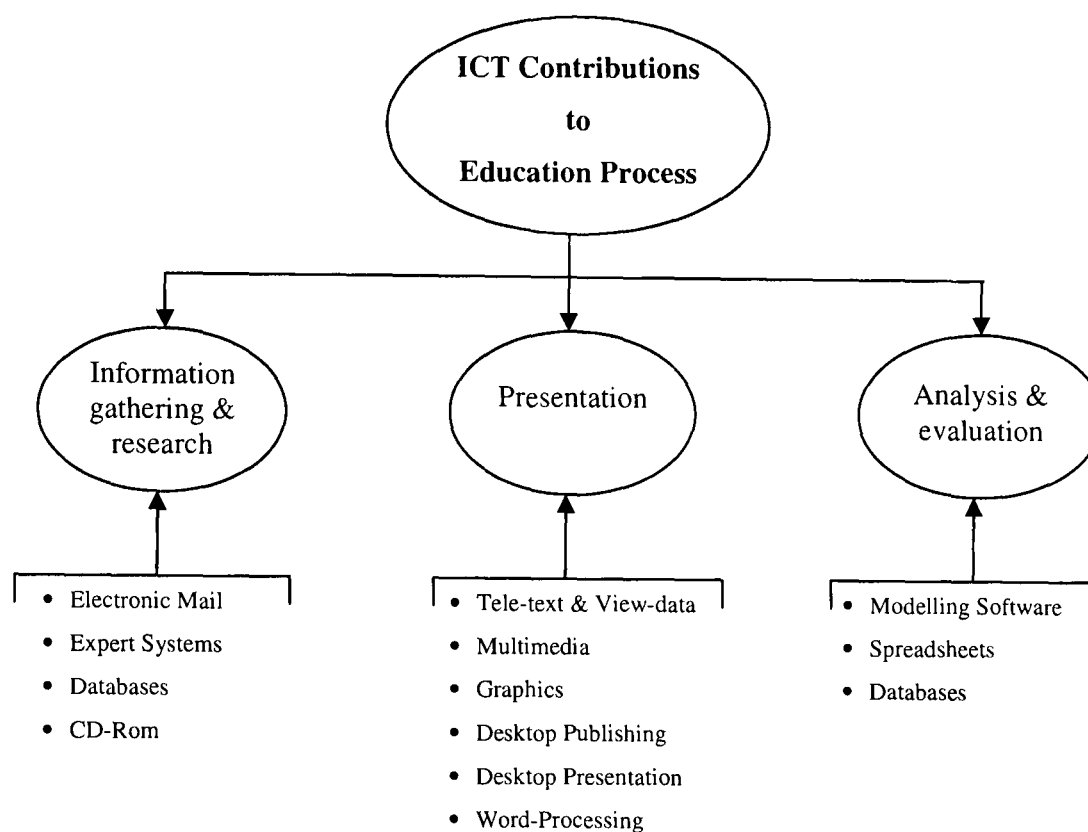 ICT Contributions
to
Education Process
Information
gathering &
research
Presentation
Analysis &
evaluation
• Electronic Mail
• Expert Systems
• Databases
• CD-Rom
• Tele-text & View-data
• Multimedia
• Graphics
• Desktop Publishing
• Desktop Presentation
• Word-Processing
• Modelling Software
• Spreadsheets
• Databases